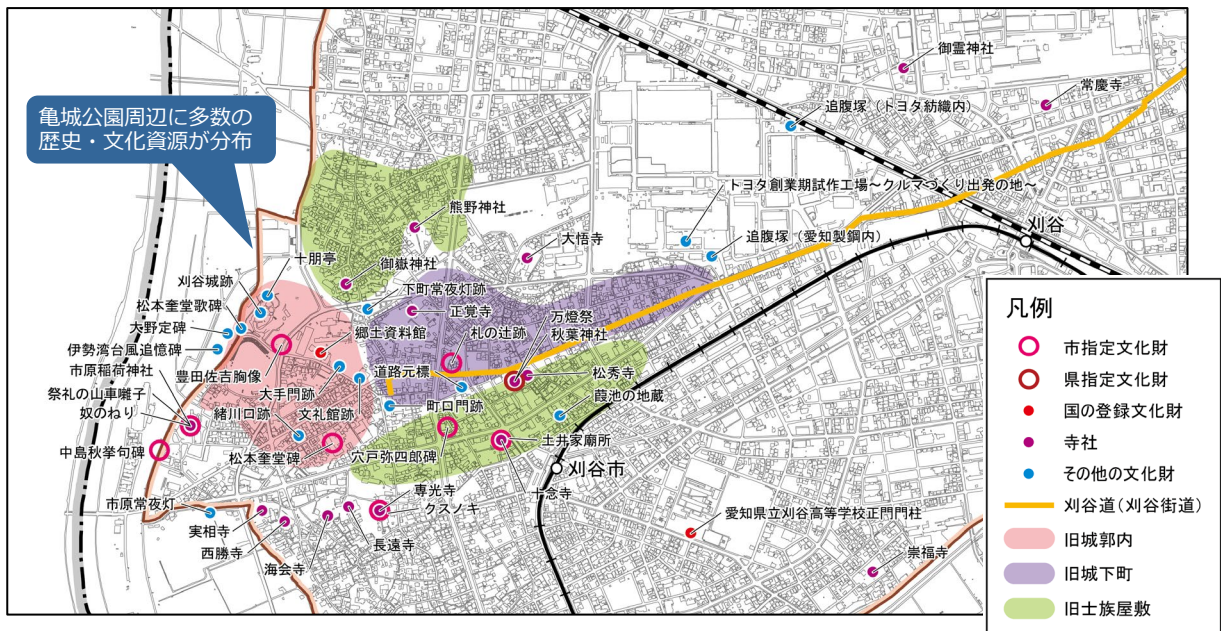 亀城公園周辺に多数の
歴史・文化資源が分布
御霊神社
常慶寺
追腹塚（トヨタ紡織内）
トヨタ創業期試作工場～クルマづくり出発の地～
追腹塚（愛知製鋼内）
刈谷
熊野神社
大悟寺
御嶽神社
十朋亭
刈谷城跡
松本奎堂歌碑
大野定碑
伊勢湾台風追憶碑
市原稲荷神社
祭礼の山車囃子
奴のねり
中島秋挙句碑
下町常夜灯跡
正覚寺
万燈祭
秋葉神社
札の辻跡
郷土資料館
豊田佐吉胸像
大手門跡
道路元標
松秀寺
緒川口跡
文礼館跡
町口門跡
霞池の地蔵
松本奎堂碑
宍戸弥四郎碑
土井家廟所
刈谷市
十念寺
専光寺
クスノキ
市原常夜灯
実相寺
西勝寺
海会寺
長遠寺
愛知県立刈谷高等学校正門門柱
崇福寺
凡例
市指定文化財
県指定文化財
国の登録文化財
寺社
その他の文化財
刈谷道(刈谷街道)
旧城郭内
旧城下町
旧士族屋敷